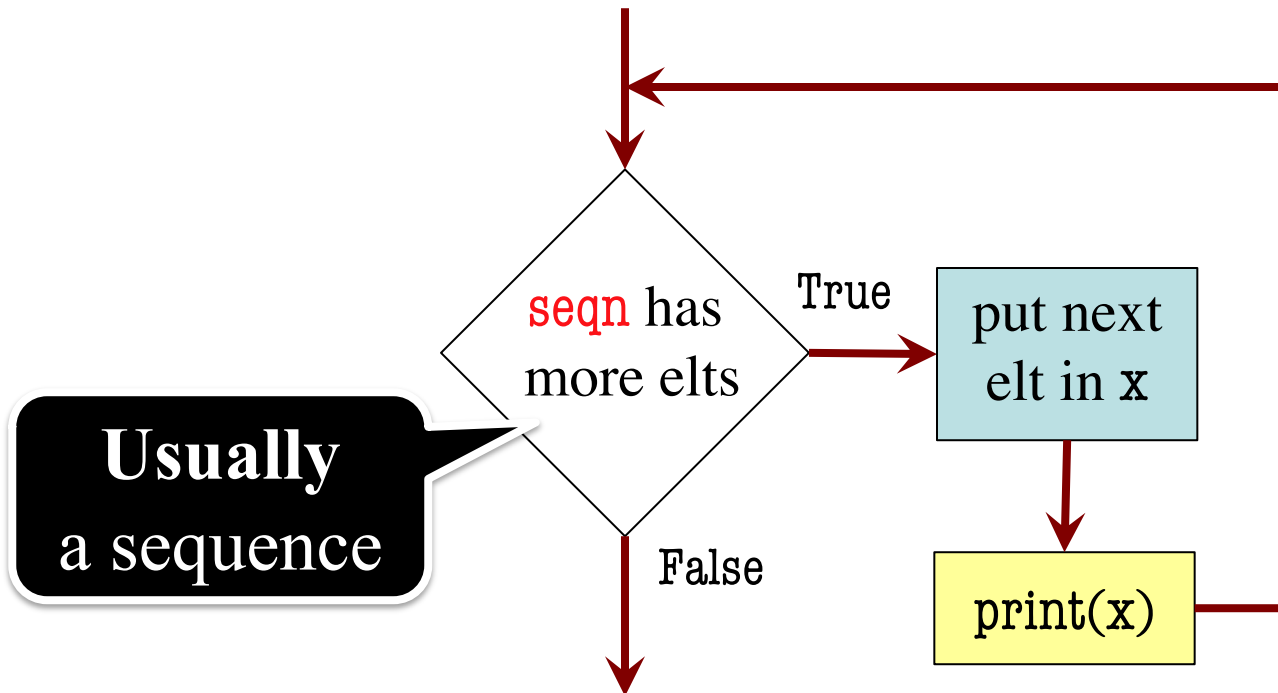 seqn has
more elts
True
put next
elt in x
Usually
a sequence
False
print(x)